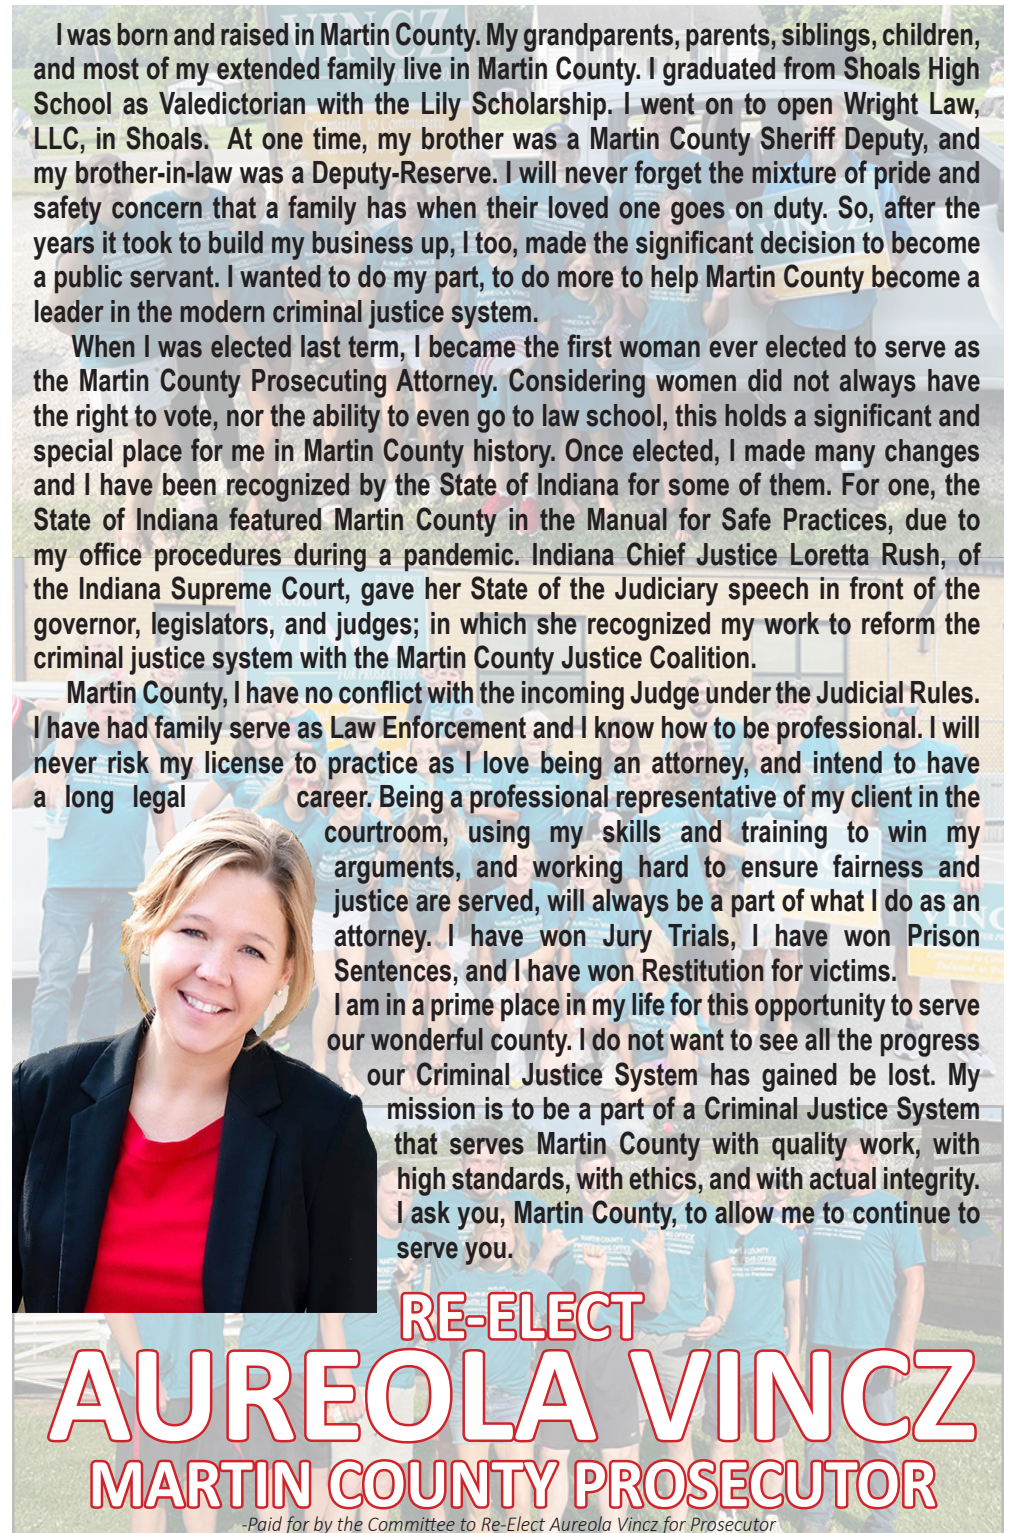 I was born and raised in Martin County. My grandparents, parents, siblings, children,
and most of my extended family live in Martin County. I graduated from Shoals High
School as Valedictorian with the Lily Scholarship. I went on to open Wright Law,
LLC, in Shoals. At one time, my brother was a Martin County Sheriff Deputy, and
my brother-in-law was a Deputy-Reserve. I will never forget the mixture of pride and
safety concern that a family has when their loved one goes on duty. So, after the
years it took to build my business up, I too, made the significant decision to become
a public servant. I wanted to do my part, to do more to help Martin County become a
leader in the modern criminal justice system.
When I was elected last term, I became the first woman ever elected to serve as
the Martin County Prosecuting Attorney. Considering women did not always have
the right to vote, nor the ability to even go to law school, this holds a significant and
special place for me in Martin County history. Once elected, I made many changes
and I have been recognized by the State of Indiana for some of them. For one, the
State of Indiana featured Martin County in the Manual for Safe Practices, due to
my office procedures during a pandemic. Indiana Chief Justice Loretta Rush, of
the Indiana Supreme Court, gave her State of the Judiciary speech in front of the
governor, legislators, and judges; in which she recognized my work to reform the
criminal justice system with the Martin County Justice Coalition.
Martin County, I have no conflict with the incoming Judge under the Judicial Rules.
I have had family serve as Law Enforcement and I know how to be professional. I will
never risk my license to practice as I love being an attorney, and intend to have
a long legal career. Being a professional representative of my client in the
courtroom, using my skills and training to win my
arguments, and working hard to ensure fairness and
justice are served, will always be a part of what I do as an
attorney. I have won Jury Trials, I have won Prison
Sentences, and I have won Restitution for victims.
I am in a prime place in my life for this opportunity to serve
our wonderful county. I do not want to see all the progress
our Criminal Justice System has gained be lost. My
mission is to be a part of a Criminal Justice System
that serves Martin County with quality work, with
high standards, with ethics, and with actual integrity.
I ask you, Martin County, to allow me to continue to
serve you.
RE-ELECT
AUREOLA VINCZ
MARTIN COUNTY PROSECUTOR
-Paid for by the Committee to Re-Elect Aureola Vincz for Prosecutor